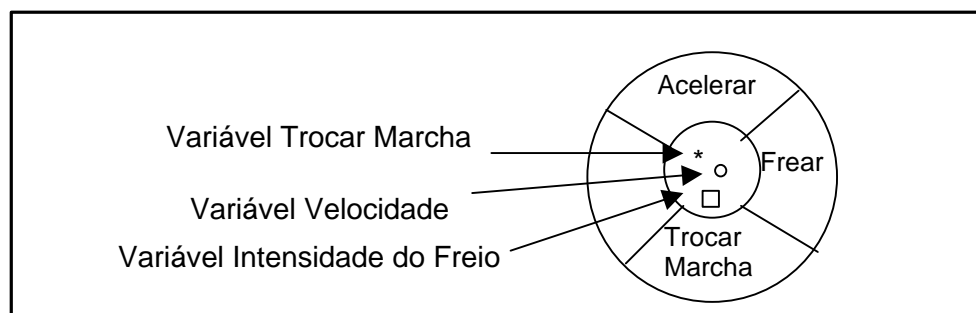 Acelerar
Variável Trocar Marcha
*
Frear
Variável Velocidade
Trocar
Marcha
Variável Intensidade do Freio